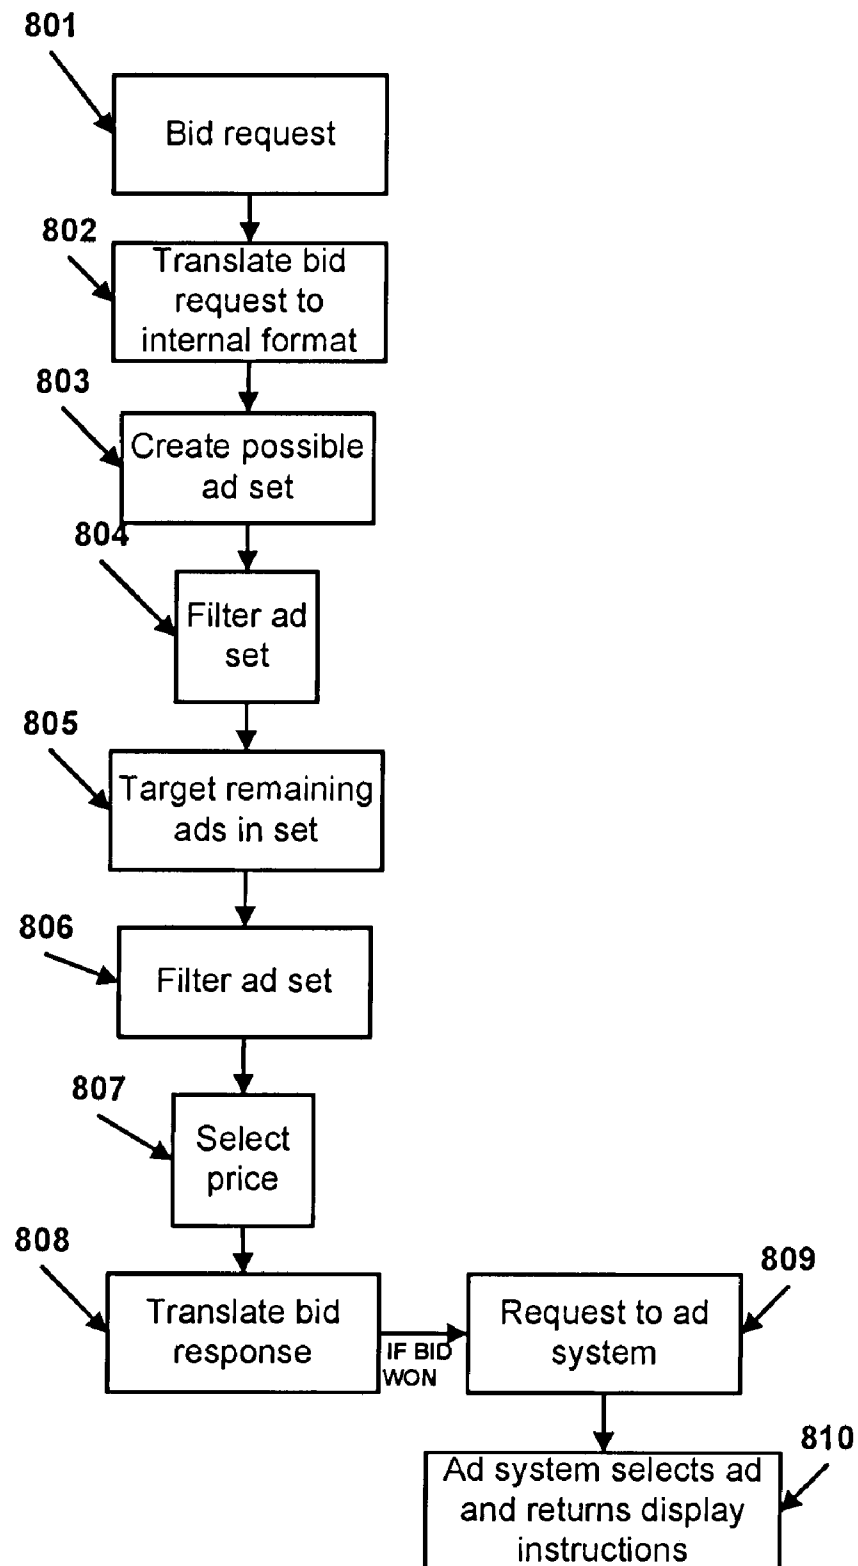 801
Bid request
802
Translate bid
request to
internal format
803
Create possible
ad set
804
Filter ad
set
805
Target remaining
ads in set
806
Filter ad set
807
Select
price
808
Translate bid
response
IF BID
WON
809
Request to ad
system
810
Ad system selects ad
and returns display
instructions